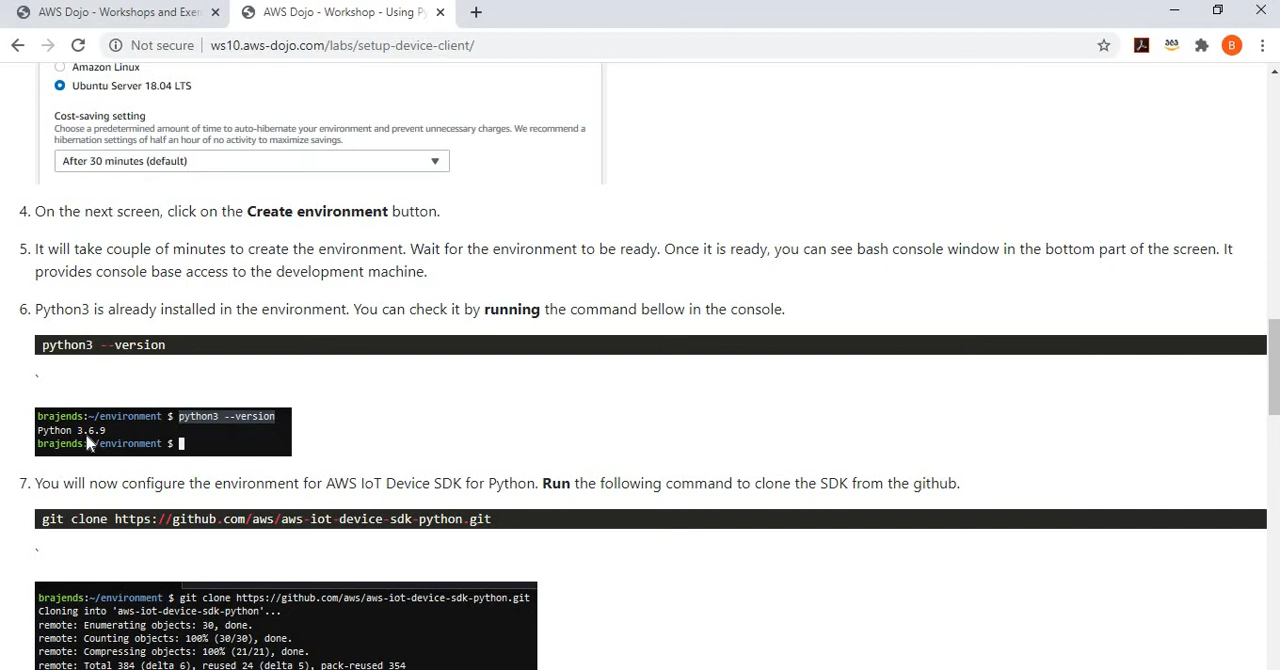 AWS Dojo - Workshops and Exer
AWS Dojo - Workshop - Using Py
Not secure
ws10.aws-dojo.com/labs/setup-device-client/
B
Amazon Linux
Ubuntu Server 18.04 LTS
Cost-saving setting
Choose a predetermined amount of time to auto-hibernate your environment and prevent unnecessary charges. We recommend a
hibernation settings of half an hour of no activity to maximize savings.
After 30 minutes (default)
4. On the next screen, click on the Create environment button.
5. It will take couple of minutes to create the environment. Wait for the environment to be ready. Once it is ready, you can see bash console window in the bottom part of the screen. It
provides console base access to the development machine.
6. Python3 is already installed in the environment. You can check it by running the command bellow in the console.
python3 --version
`
brajends:~/environment $ python3 --version
Python 3.6.9
brajends:~/environment $
7. You will now configure the environment for AWS IoT Device SDK for Python. Run the following command to clone the SDK from the github.
git clone https://github.com/aws/aws-iot-device-sdk-python.git
`
brajends:~/environment $ git clone https://github.com/aws/aws-iot-device-sdk-python.git
Cloning into 'aws-iot-device-sdk-python'...
remote: Enumerating objects: 30, done.
remote: Counting objects: 100% (30/30), done.
remote: Compressing objects: 100% (21/21), done.
remote: Total 384 (delta 6), reused 24 (delta 5), pack-reused 354